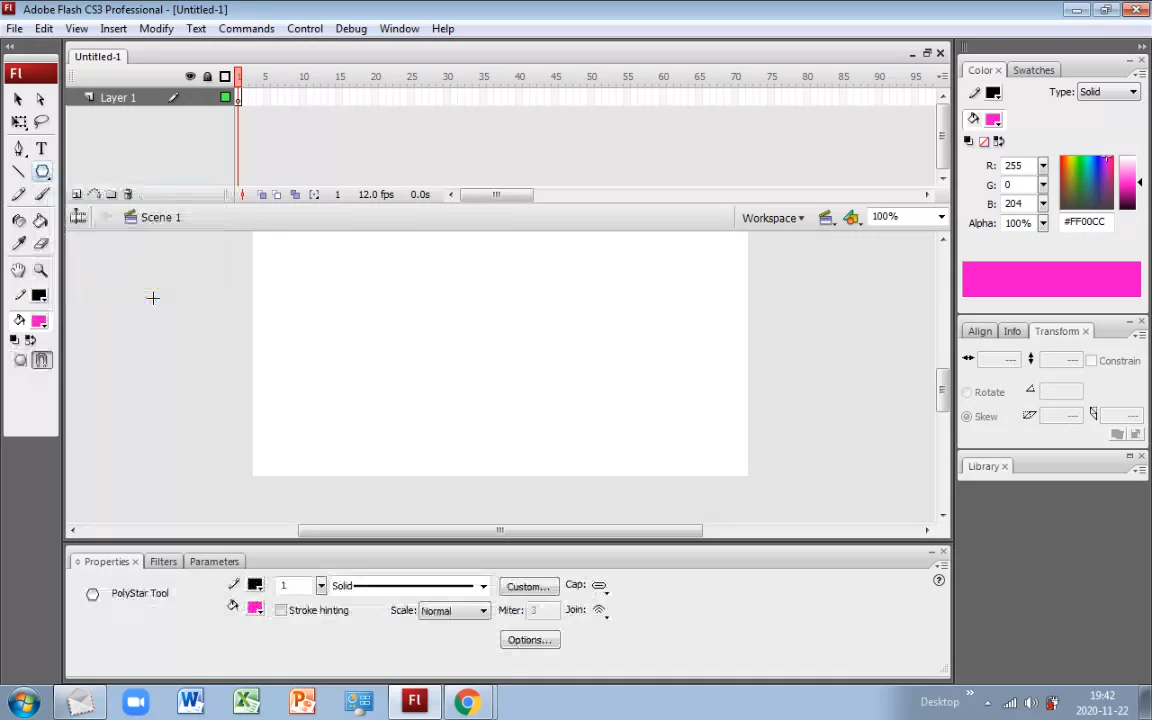 Adobe Flash CS3 Professional - [Untitled-1]
File Edit View Insert Modify Text Commands Control Debug Window Help
Fl
Untitled-1
1 5 10 15 20 25 30 35 40 45 50 55 60 65 70 75 80 85 90 95
Layer 1
1 12.0 fps 0.0s
Scene 1 Workspace 100%
Color × Swatches
Type: Solid
R: 255
G: 0
B: 204
Alpha: 100% #FF00CC
Align Info Transform ×
--- --- Constrain
Rotate
Skew --- ---
Library ×
Properties × Filters Parameters
PolyStar Tool
1 Solid Custom... Cap:
Stroke hinting Scale: Normal Miter: 3 Join:
Options...
W X P Fl
Desktop »
19:42
2020-11-22